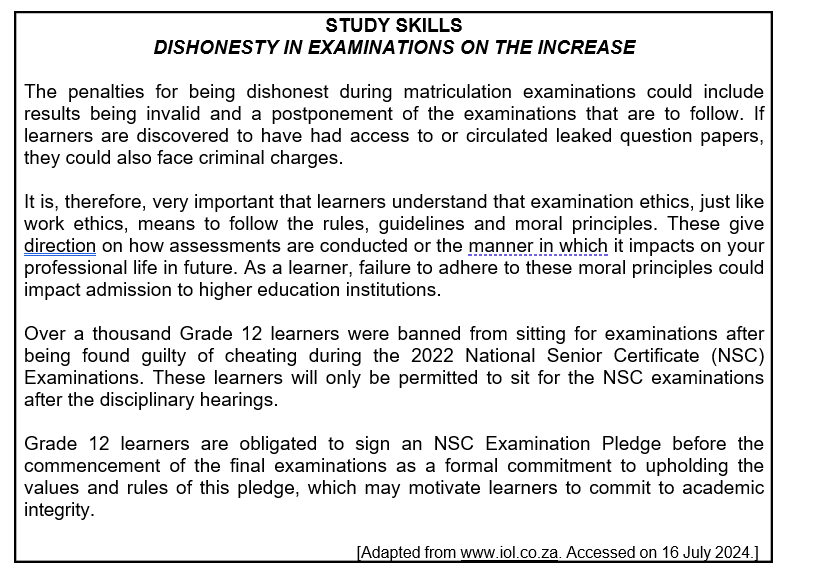 STUDY SKILLS
DISHONESTY IN EXAMINATIONS ON THE INCREASE
The penalties for being dishonest during matriculation examinations could include
results being invalid and a postponement of the examinations that are to follow. If
learners are discovered to have had access to or circulated leaked question papers,
they could also face criminal charges.
It is, therefore, very important that learners understand that examination ethics, just like
work ethics, means to follow the rules, guidelines and moral principles. These give
direction on how assessments are conducted or the manner in which it impacts on your
professional life in future. As a learner, failure to adhere to these moral principles could
impact admission to higher education institutions.
Over a thousand Grade 12 learners were banned from sitting for examinations after
being found guilty of cheating during the 2022 National Senior Certificate (NSC)
Examinations. These learners will only be permitted to sit for the NSC examinations
after the disciplinary hearings.
Grade 12 learners are obligated to sign an NSC Examination Pledge before the
commencement of the final examinations as a formal commitment to upholding the
values and rules of this pledge, which may motivate learners to commit to academic
integrity.
[Adapted from www.iol.co.za. Accessed on 16 July 2024.]